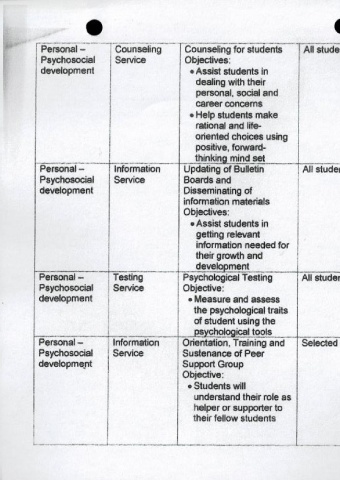 Personal –
Psychosocial
development
Counseling
Service
Counseling for students
Objectives:
• Assist students in
dealing with their
personal, social and
career concerns
• Help students make
rational and life-
oriented choices using
positive, forward-
thinking mind set
All stude
Personal –
Psychosocial
development
Information
Service
Updating of Bulletin
Boards and
Disseminating of
information materials
Objectives:
• Assist students in
getting relevant
information needed for
their growth and
development
All studen
Personal –
Psychosocial
development
Testing
Service
Psychological Testing
Objective:
• Measure and assess
the psychological traits
of student using the
psychological tools
All studen
Personal –
Psychosocial
development
Information
Service
Orientation, Training and
Sustenance of Peer
Support Group
Objective:
• Students will
understand their role as
helper or supporter to
their fellow students
Selected